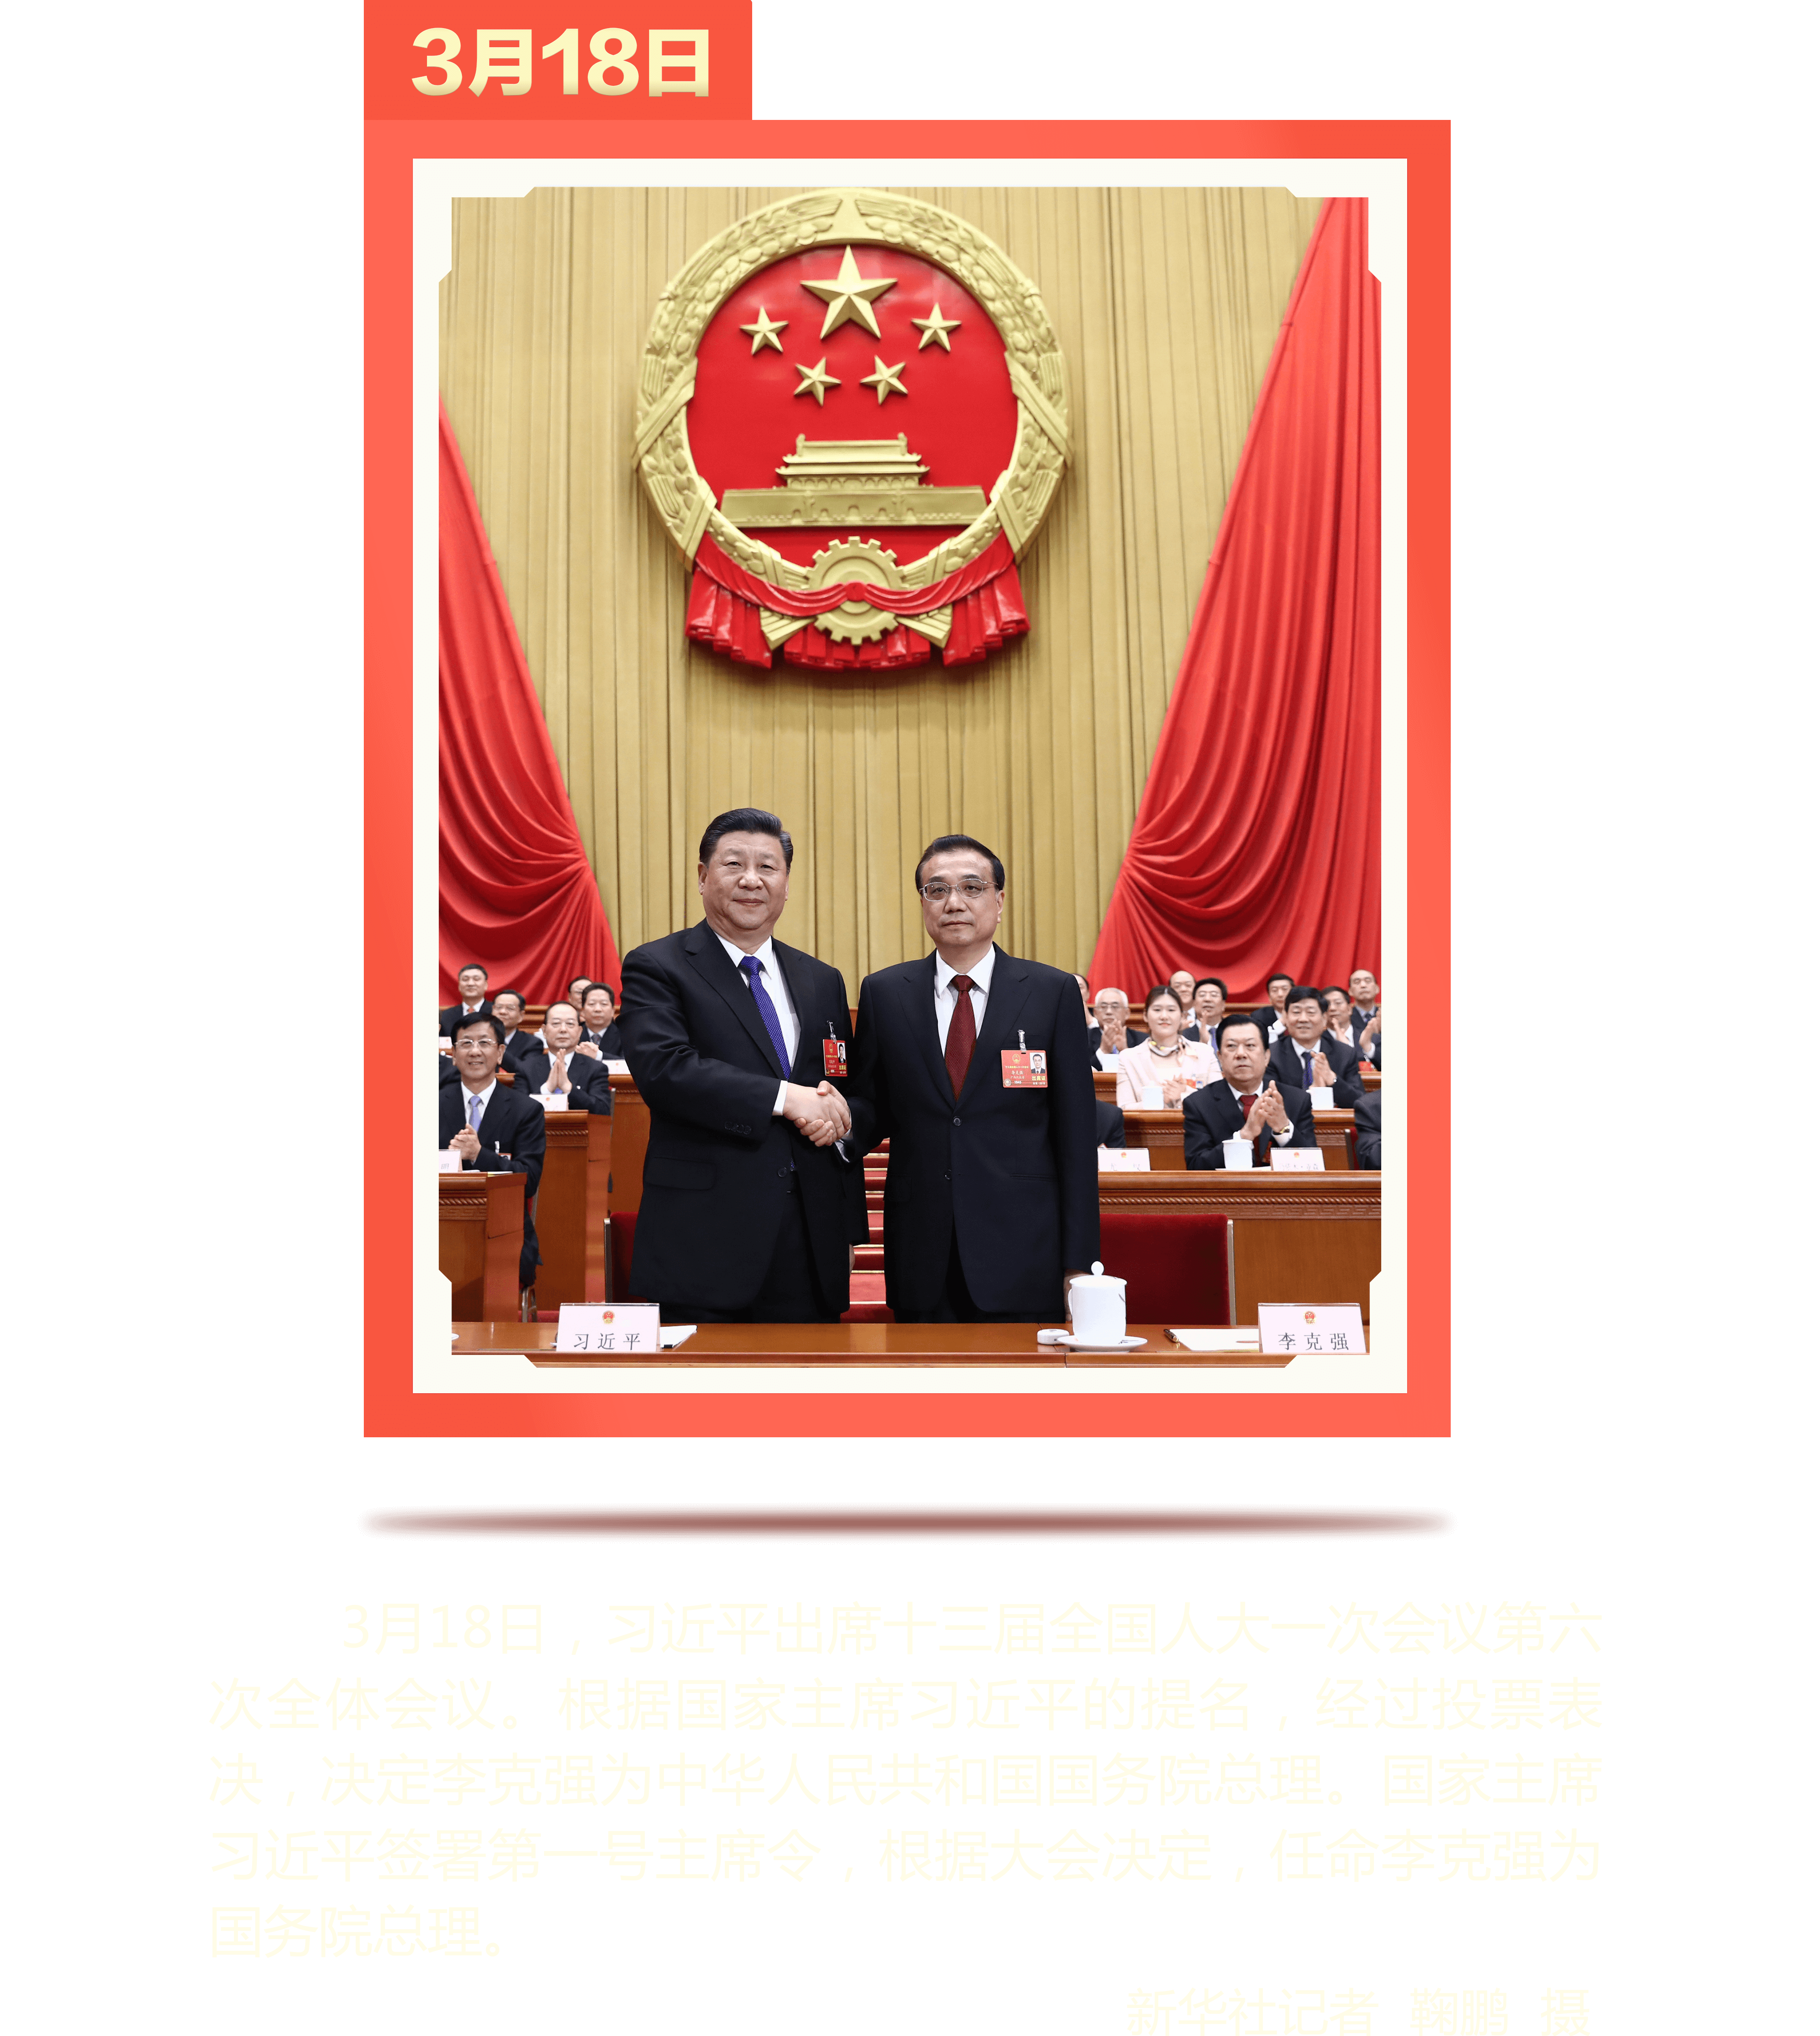 3月18日
习近平
李克强
3月18日，习近平出席十三届全国人大一次会议第六
次全体会议。根据国家主席习近平的提名，经过投票表
决，决定李克强为中华人民共和国国务院总理。国家主席
习近平签署第一号主席令，根据大会决定，任命李克强为
国务院总理。
新华社记者 鞠鹏 摄